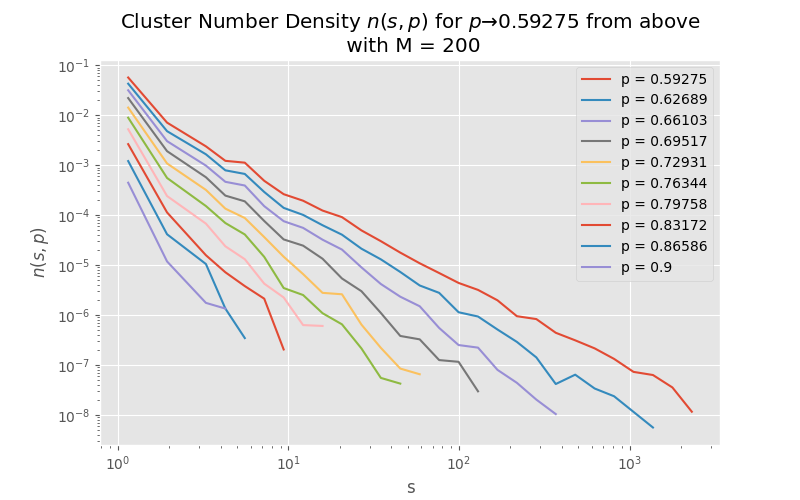 Cluster Number Density n(s, p) for p→0.59275 from above
with M = 200
n(s, p)
10⁻¹
10⁻²
10⁻³
10⁻⁴
10⁻⁵
10⁻⁶
10⁻⁷
10⁻⁸
p = 0.59275
p = 0.62689
p = 0.66103
p = 0.69517
p = 0.72931
p = 0.76344
p = 0.79758
p = 0.83172
p = 0.86586
p = 0.9
10⁰ 10¹ 10² 10³
s